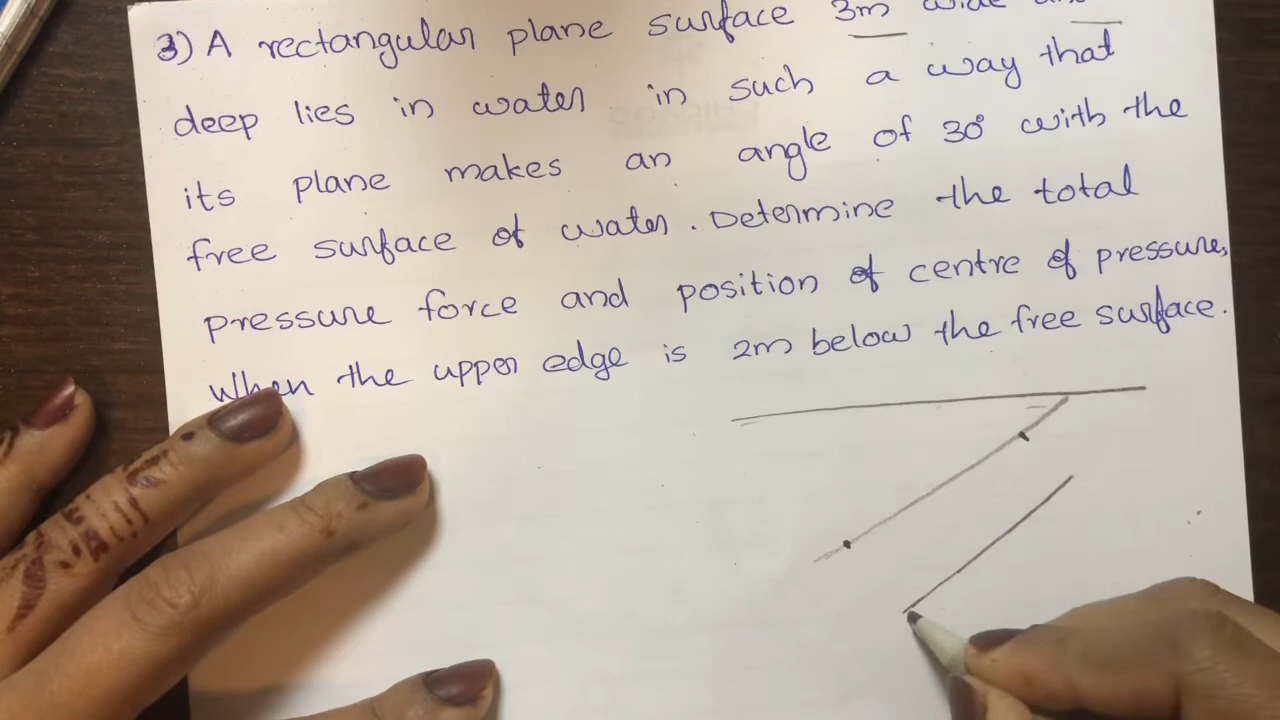 3) A rectangular plane surface 3m wide
deep lies in water in such a way that
its plane makes an angle of 30° with the
free surface of water. Determine the total
pressure force and position of centre of pressure,
when the upper edge is 2m below the free surface.